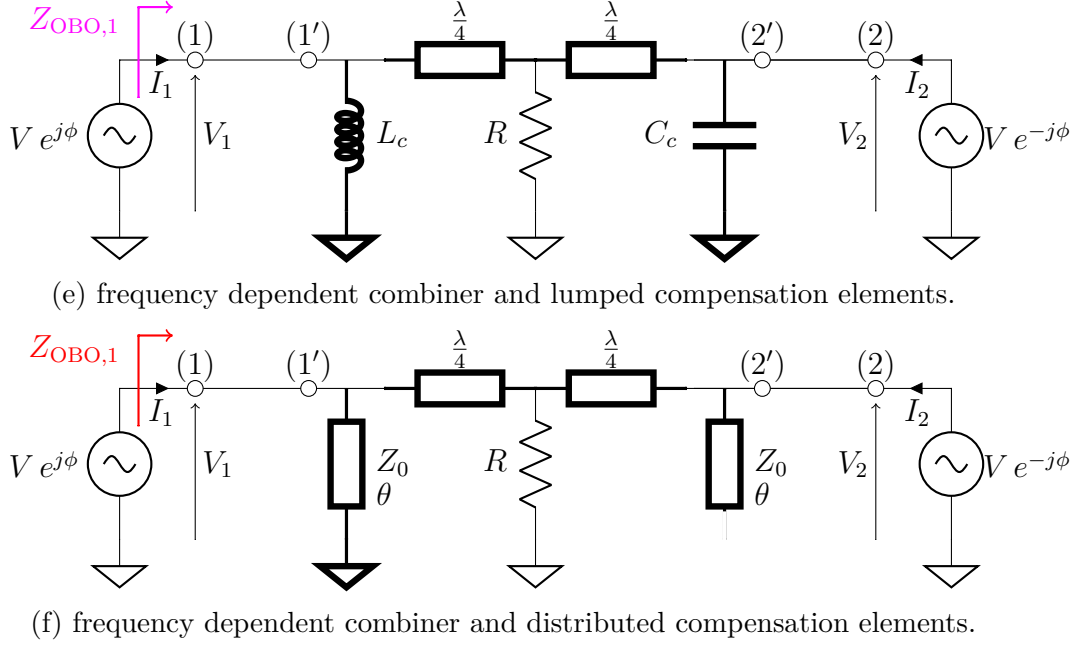 Z_OBO,1
(1) (1′) λ/4 λ/4 (2′) (2)
I_1 I_2
V e^{jϕ} V_1 L_c R C_c V_2 V e^{−jϕ}
(e) frequency dependent combiner and lumped compensation elements.
Z_OBO,1
(1) (1′) λ/4 λ/4 (2′) (2)
I_1 I_2
V e^{jϕ} V_1 Z_0 R Z_0 V_2 V e^{−jϕ}
θ θ
(f) frequency dependent combiner and distributed compensation elements.